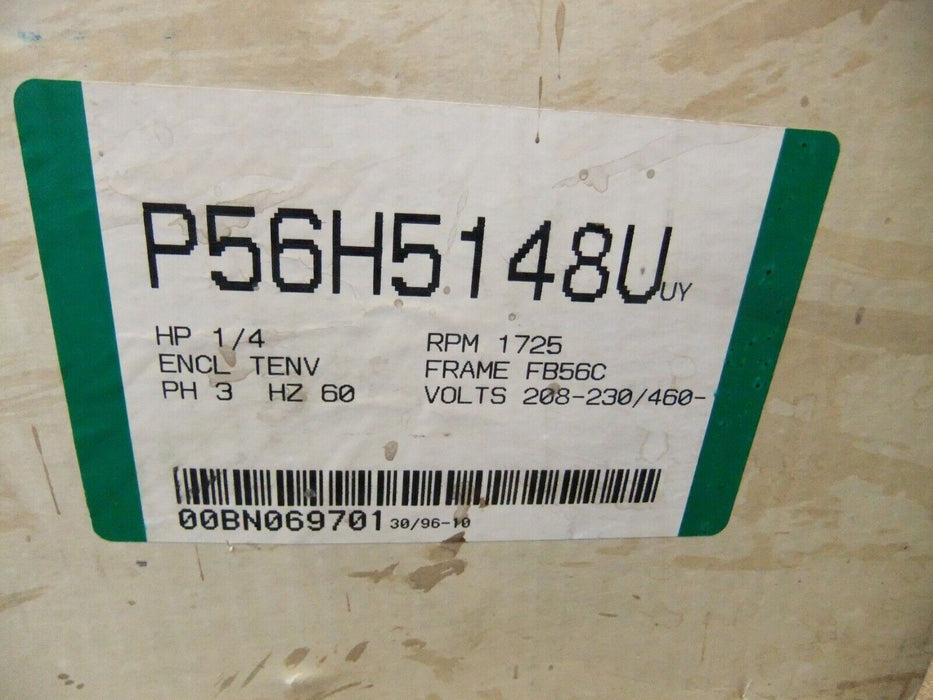 P56H5148U UY
HP 1/4 RPM 1725
ENCL TENV FRAME FB56C
PH 3 HZ 60 VOLTS 208-230/460-
00BN069701 30/96-10